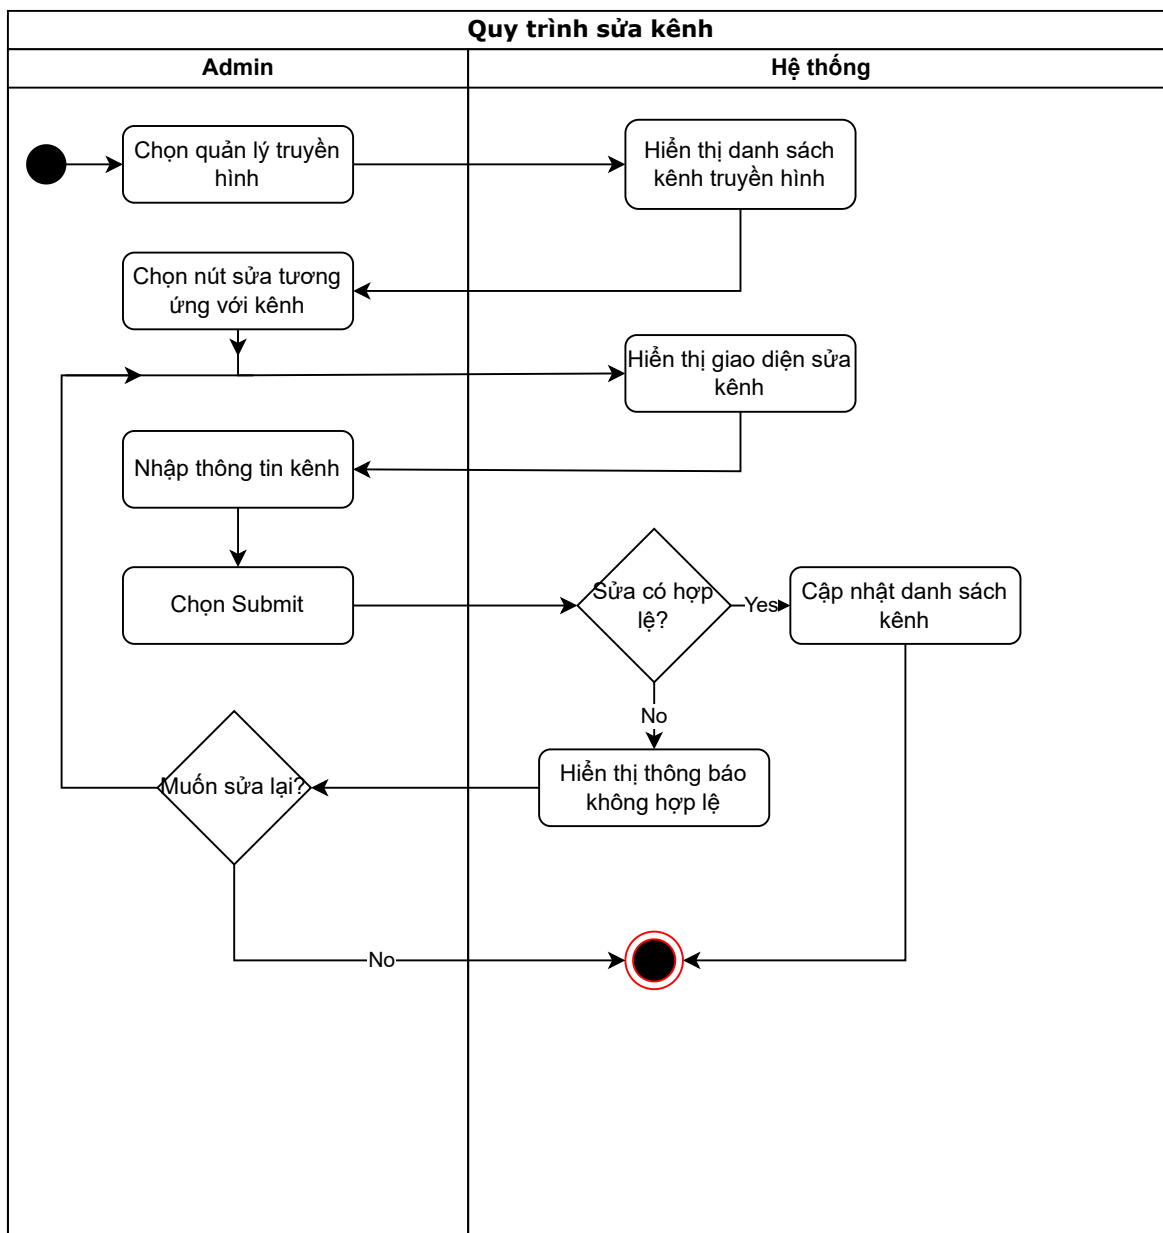 Quy trình sửa kênh
Admin
Hệ thống
Chọn quản lý truyền
hình
Hiển thị danh sách
kênh truyền hình
Chọn nút sửa tương
ứng với kênh
Hiển thị giao diện sửa
kênh
Nhập thông tin kênh
Chọn Submit
Sửa có hợp
lệ?
Yes
Cập nhật danh sách
kênh
No
Muốn sửa lại?
Hiển thị thông báo
không hợp lệ
No